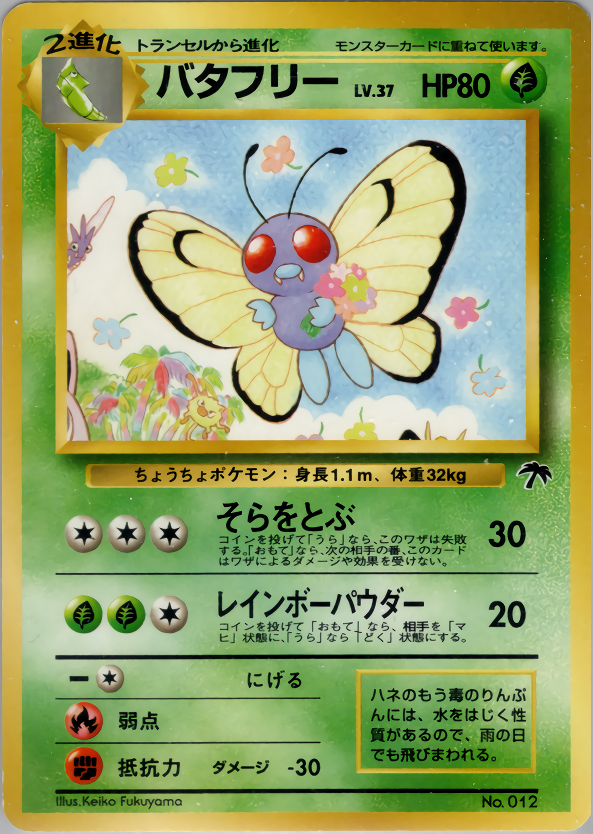 2進化 トランセルから進化 モンスターカードに重ねて使います。
バタフリー LV.37 HP80
ちょうちょポケモン：身長1.1m、体重32kg
そらをとぶ 30
コインを投げて「うら」なら、このワザは失敗
する。「おもて」なら、次の相手の番、このカード
はワザによるダメージや効果を受けない。
レインボーパウダー 20
コインを投げて「おもて」なら、相手を「マ
ヒ」状態に、「うら」なら「どく」状態にする。
にげる
弱点
抵抗力 ダメージ -30
ハネのもう毒のりんぷ
んには、水をはじく性
質があるので、雨の日
でも飛びまわれる。
Illus.Keiko Fukuyama No.012